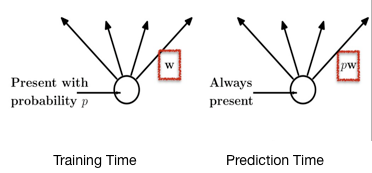 w
Present with
probability p
Training Time
pw
Always
present
Prediction Time